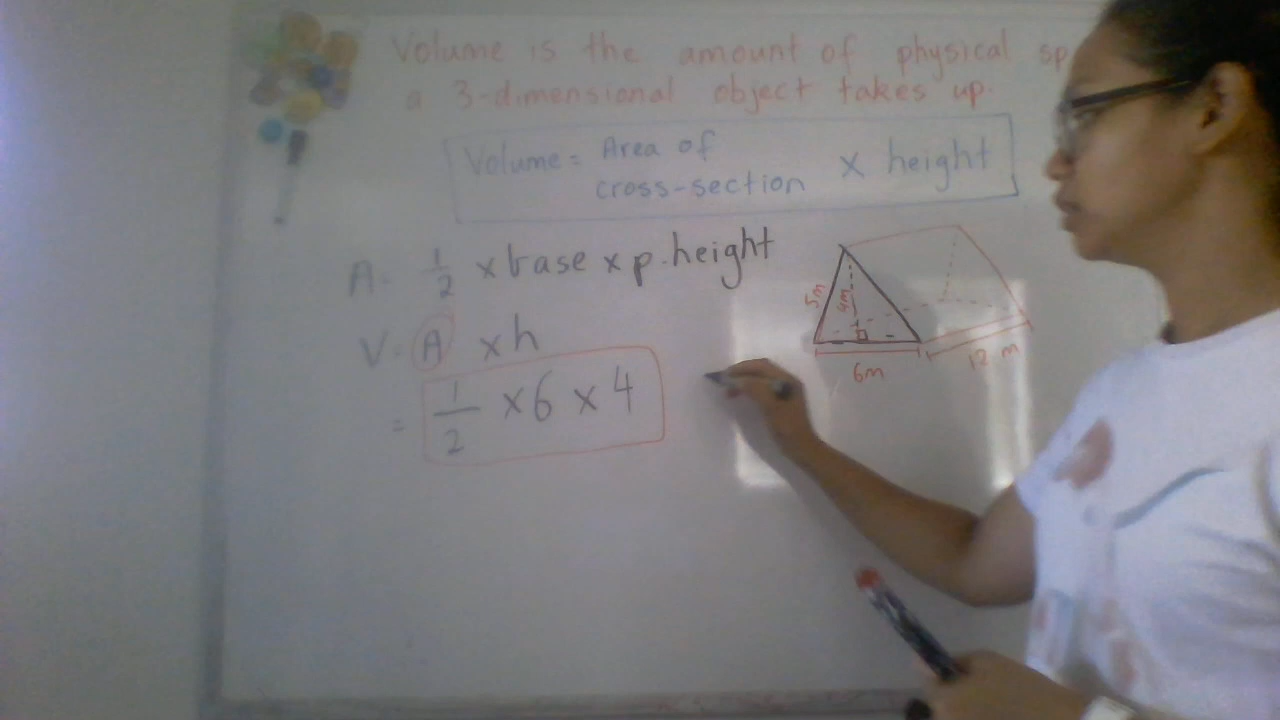 Volume is the amount of physical sp
a 3-dimensional object takes up.
Volume = Area of
cross-section x height
A = 1/2 x base x p.height
V = A x h
= 1/2 x 6 x 4
5m
4m
6m
12 m